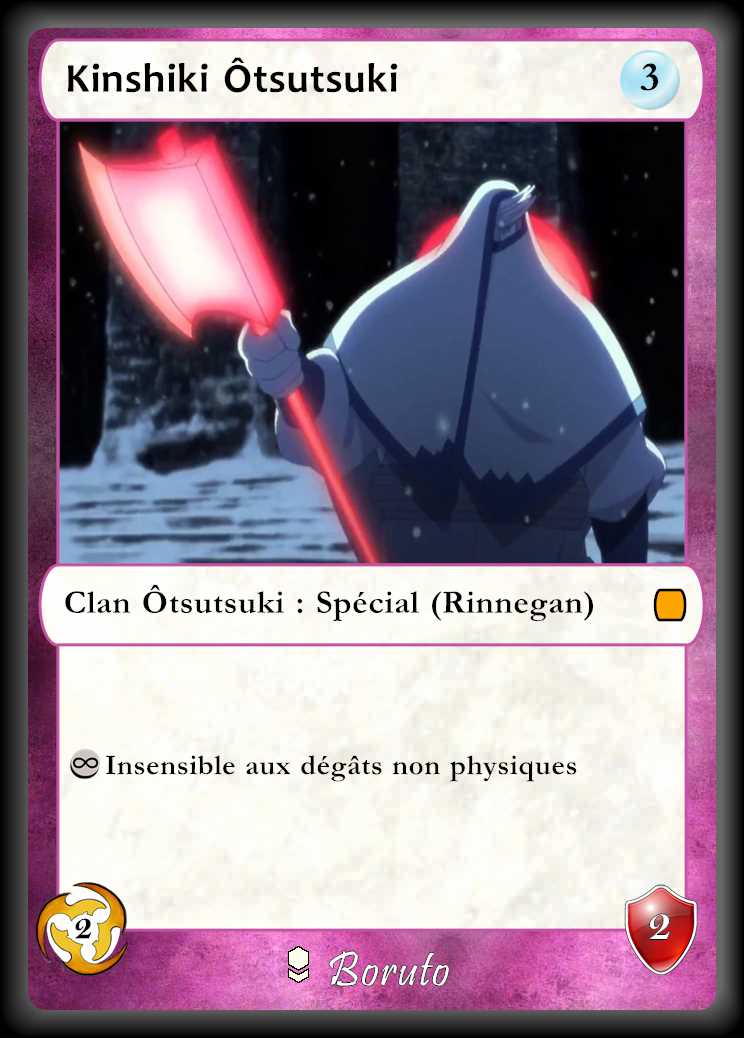 Kinshiki Ôtsutsuki 3
Clan Ôtsutsuki : Spécial (Rinnegan)
∞ Insensible aux dégâts non physiques
2 2
Boruto